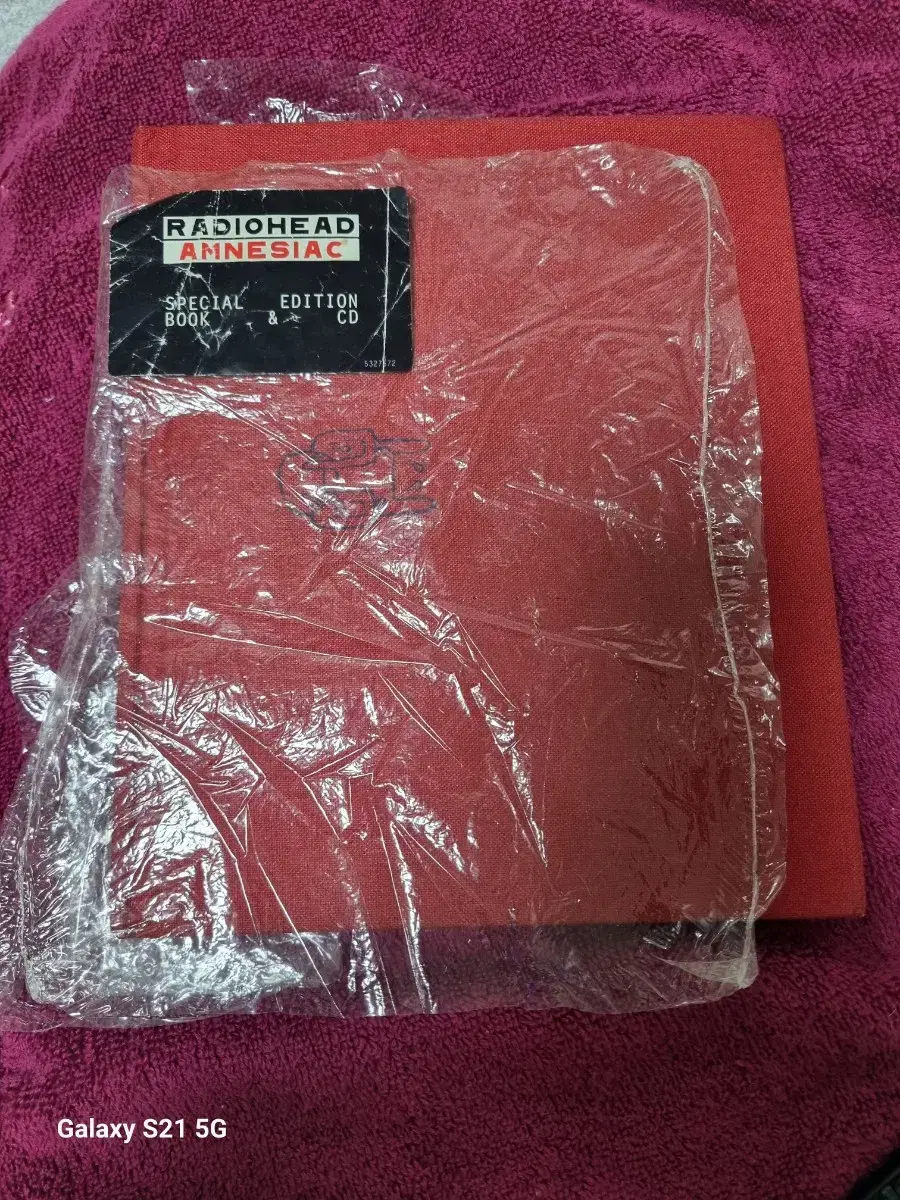 RADIOHEAD
AMNESIAC
SPECIAL EDITION
BOOK & CD
Galaxy S21 5G